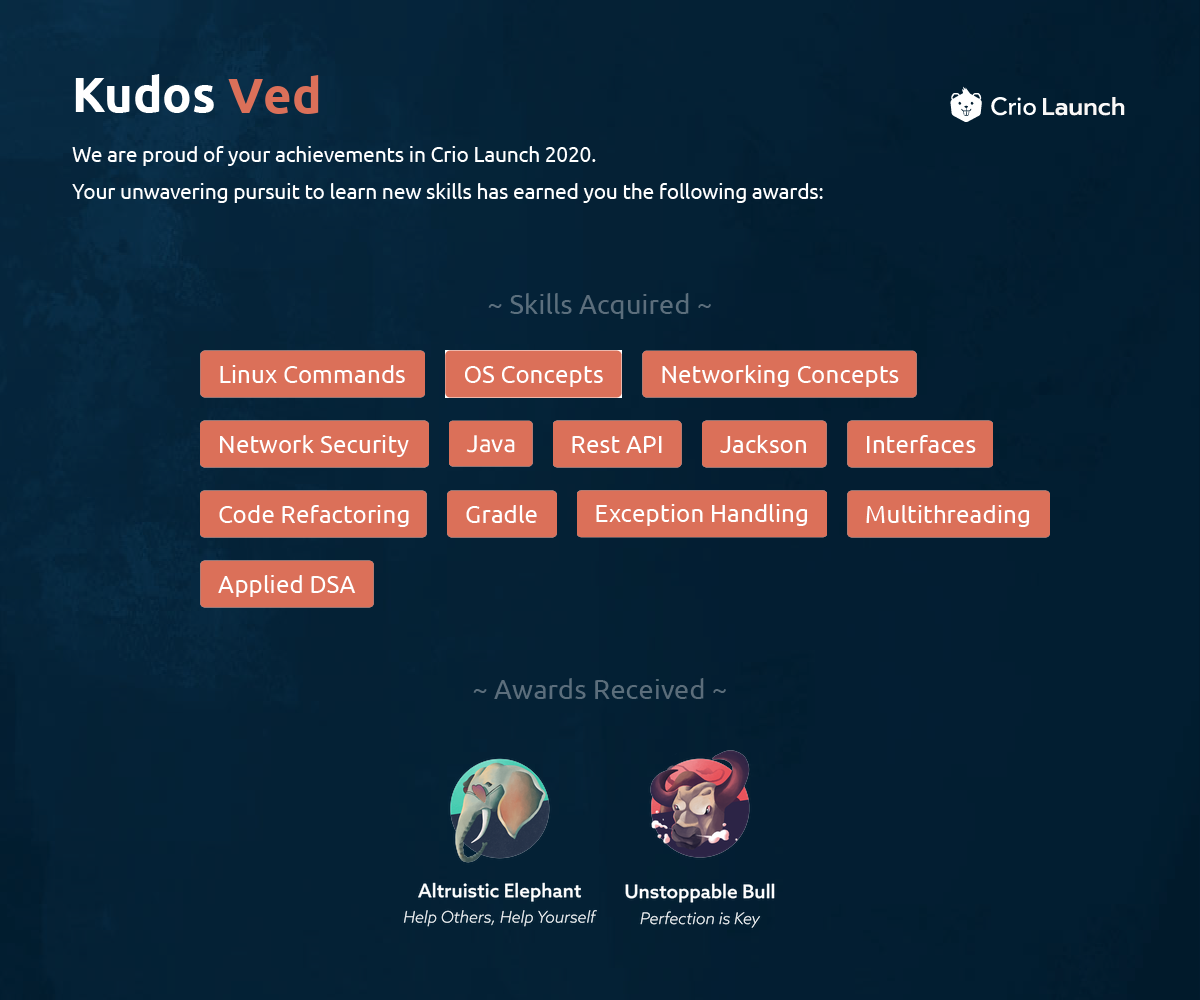 Kudos Ved
Crio Launch
We are proud of your achievements in Crio Launch 2020.
Your unwavering pursuit to learn new skills has earned you the following awards:
~ Skills Acquired ~
Linux Commands OS Concepts Networking Concepts
Network Security Java Rest API Jackson Interfaces
Code Refactoring Gradle Exception Handling Multithreading
Applied DSA
~ Awards Received ~
Altruistic Elephant Unstoppable Bull
Help Others, Help Yourself Perfection is Key